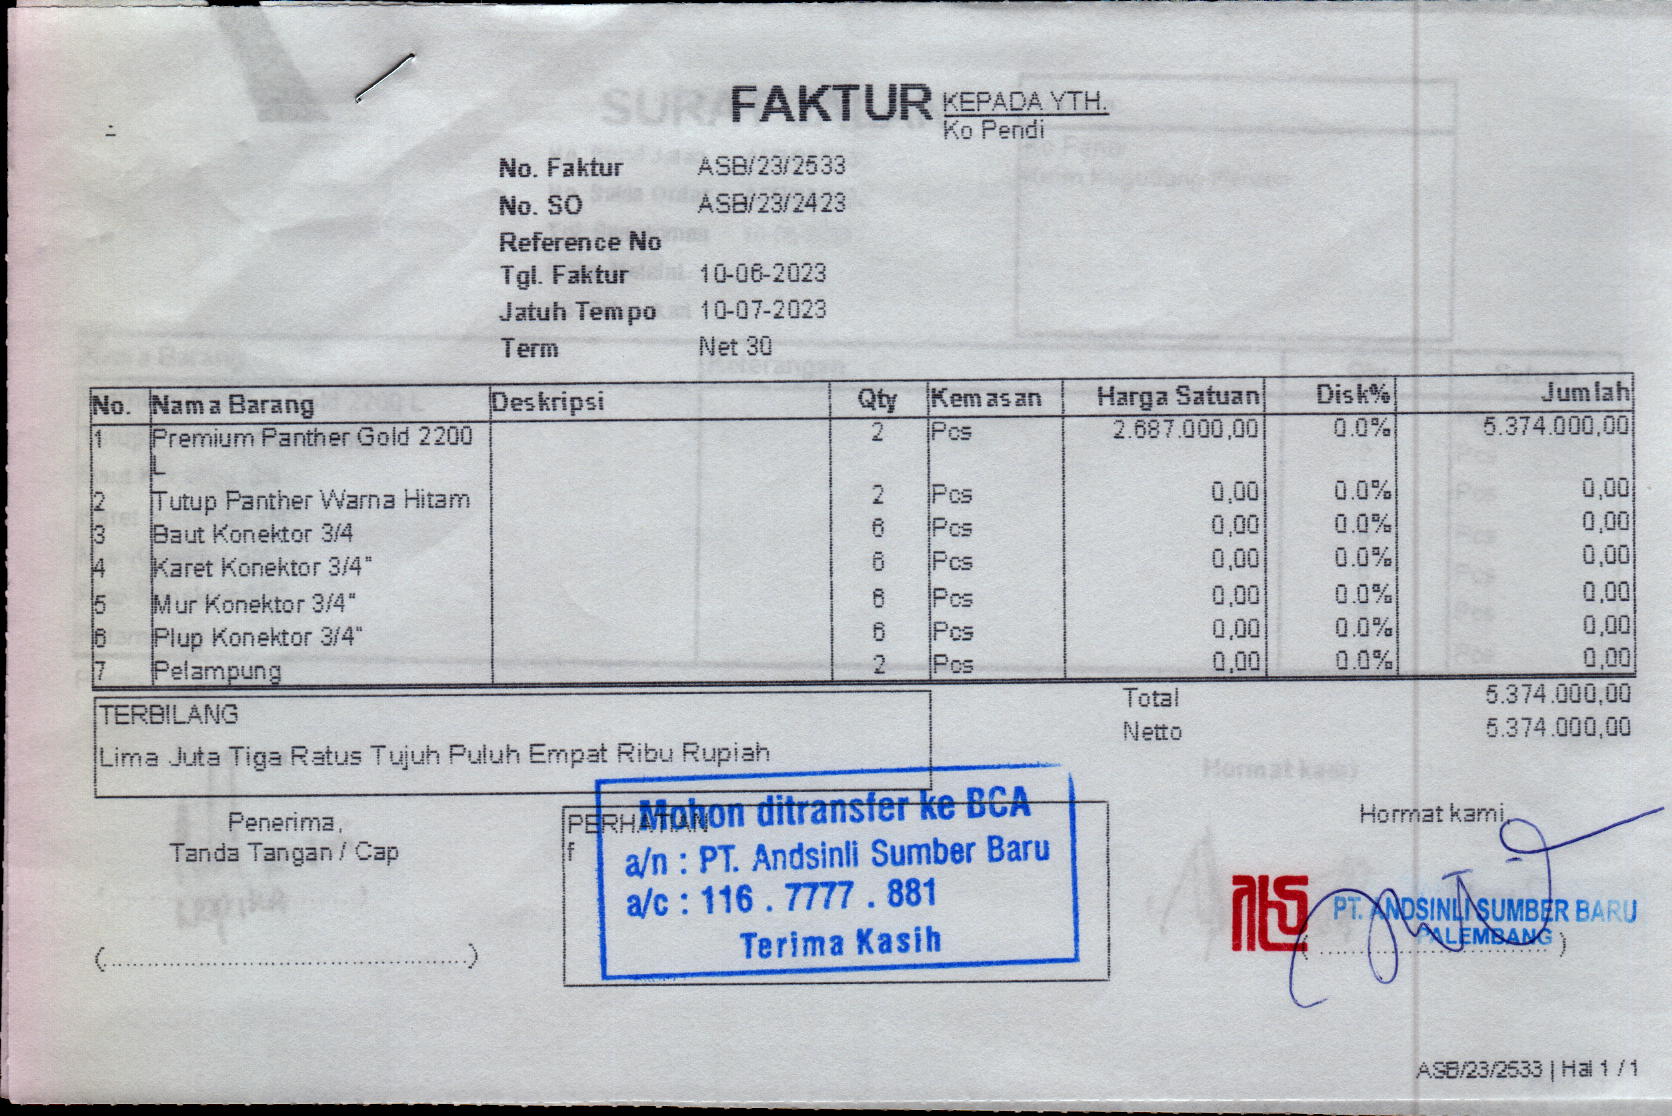 FAKTUR
KEPADA YTH.
Ko Pendi
No. Faktur ASB/23/2533
No. SO ASB/23/2423
Reference No
Tgl. Faktur 10-06-2023
Jatuh Tempo 10-07-2023
Term Net 30
No. Nama Barang Deskripsi Qty Kemasan Harga Satuan Disk% Jumlah
1 Premium Panther Gold 2200 2 Pcs 2.687.000,00 0.0% 5.374.000,00
L
2 Tutup Panther Warna Hitam 2 Pcs 0,00 0.0% 0,00
3 Baut Konektor 3/4 6 Pcs 0,00 0.0% 0,00
4 Karet Konektor 3/4" 6 Pcs 0,00 0.0% 0,00
5 Mur Konektor 3/4" 6 Pcs 0,00 0.0% 0,00
6 Plup Konektor 3/4" 6 Pcs 0,00 0.0% 0,00
7 Pelampung 2 Pcs 0,00 0.0% 0,00
Total 5.374.000,00
Netto 5.374.000,00
TERBILANG
Lima Juta Tiga Ratus Tujuh Puluh Empat Ribu Rupiah
Penerima,
Tanda Tangan / Cap
(........................................)
PERHATIAN
f
Mohon ditransfer ke BCA
a/n : PT. Andsinli Sumber Baru
a/c : 116 . 7777 . 881
Terima Kasih
Hormat kami,
PT. ANDSINLI SUMBER BARU
PALEMBANG
(..............................)
ASB/23/2533 | Hal 1 / 1